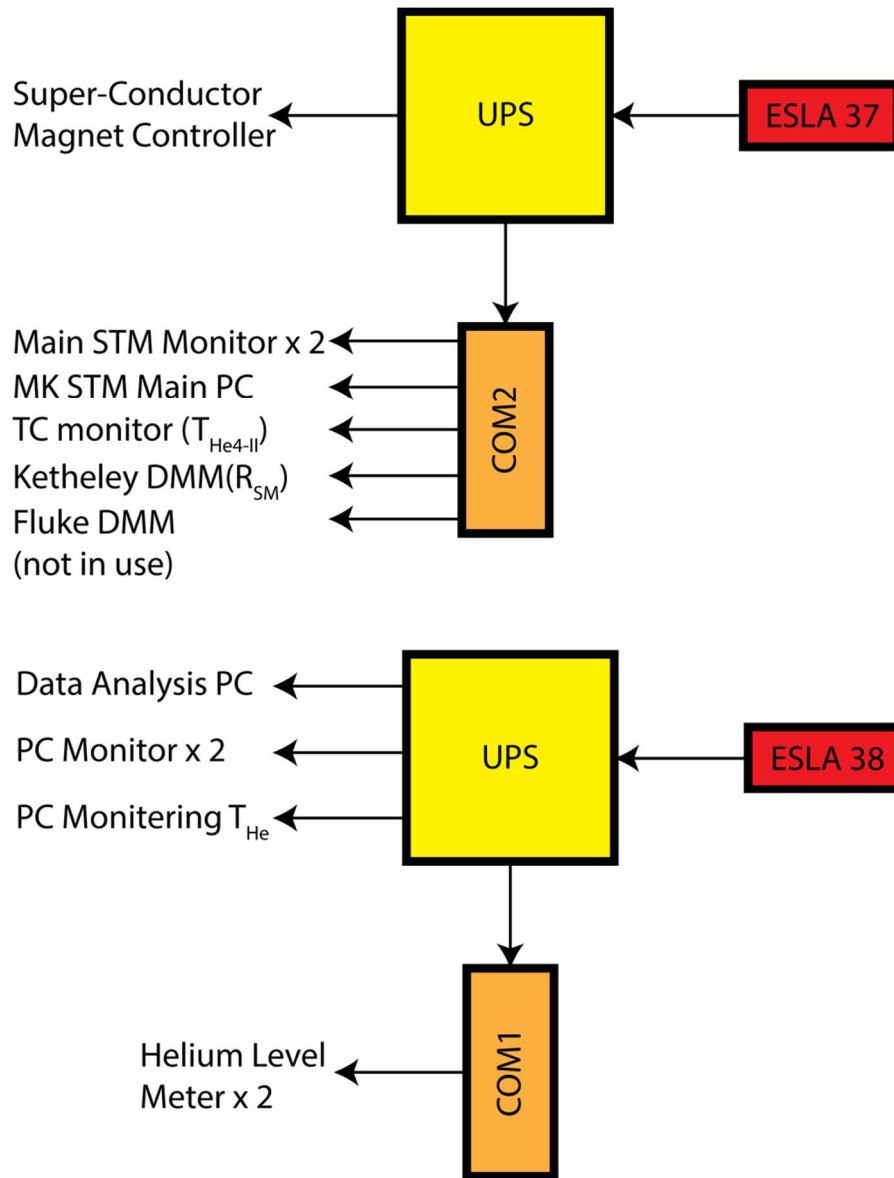 Super-Conductor
Magnet Controller
UPS
ESLA 37
Main STM Monitor x 2
MK STM Main PC
TC monitor (THe4-II)
Ketheley DMM(RSM)
Fluke DMM
(not in use)
COM2
Data Analysis PC
PC Monitor x 2
PC Monitering THe
UPS
ESLA 38
Helium Level
Meter x 2
COM1